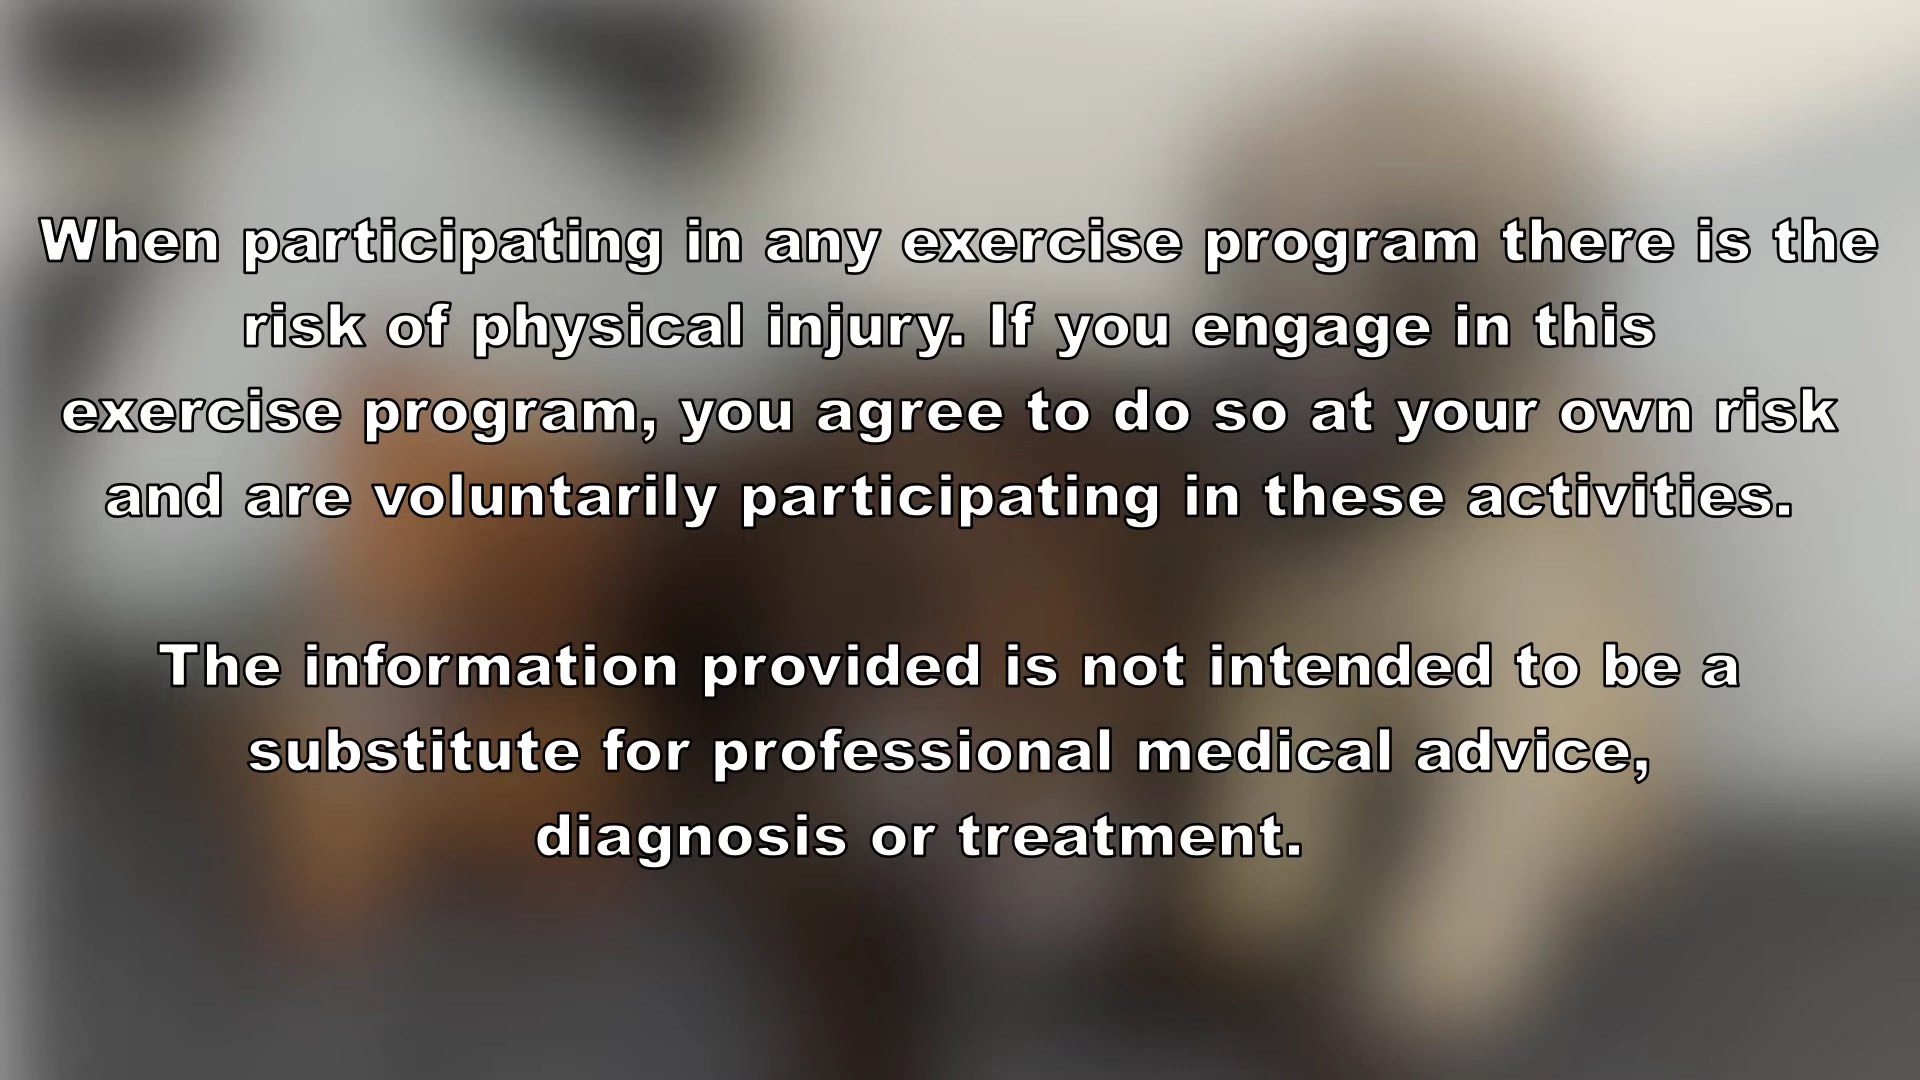 When participating in any exercise program there is the
risk of physical injury. If you engage in this
exercise program, you agree to do so at your own risk
and are voluntarily participating in these activities.
The information provided is not intended to be a
substitute for professional medical advice,
diagnosis or treatment.